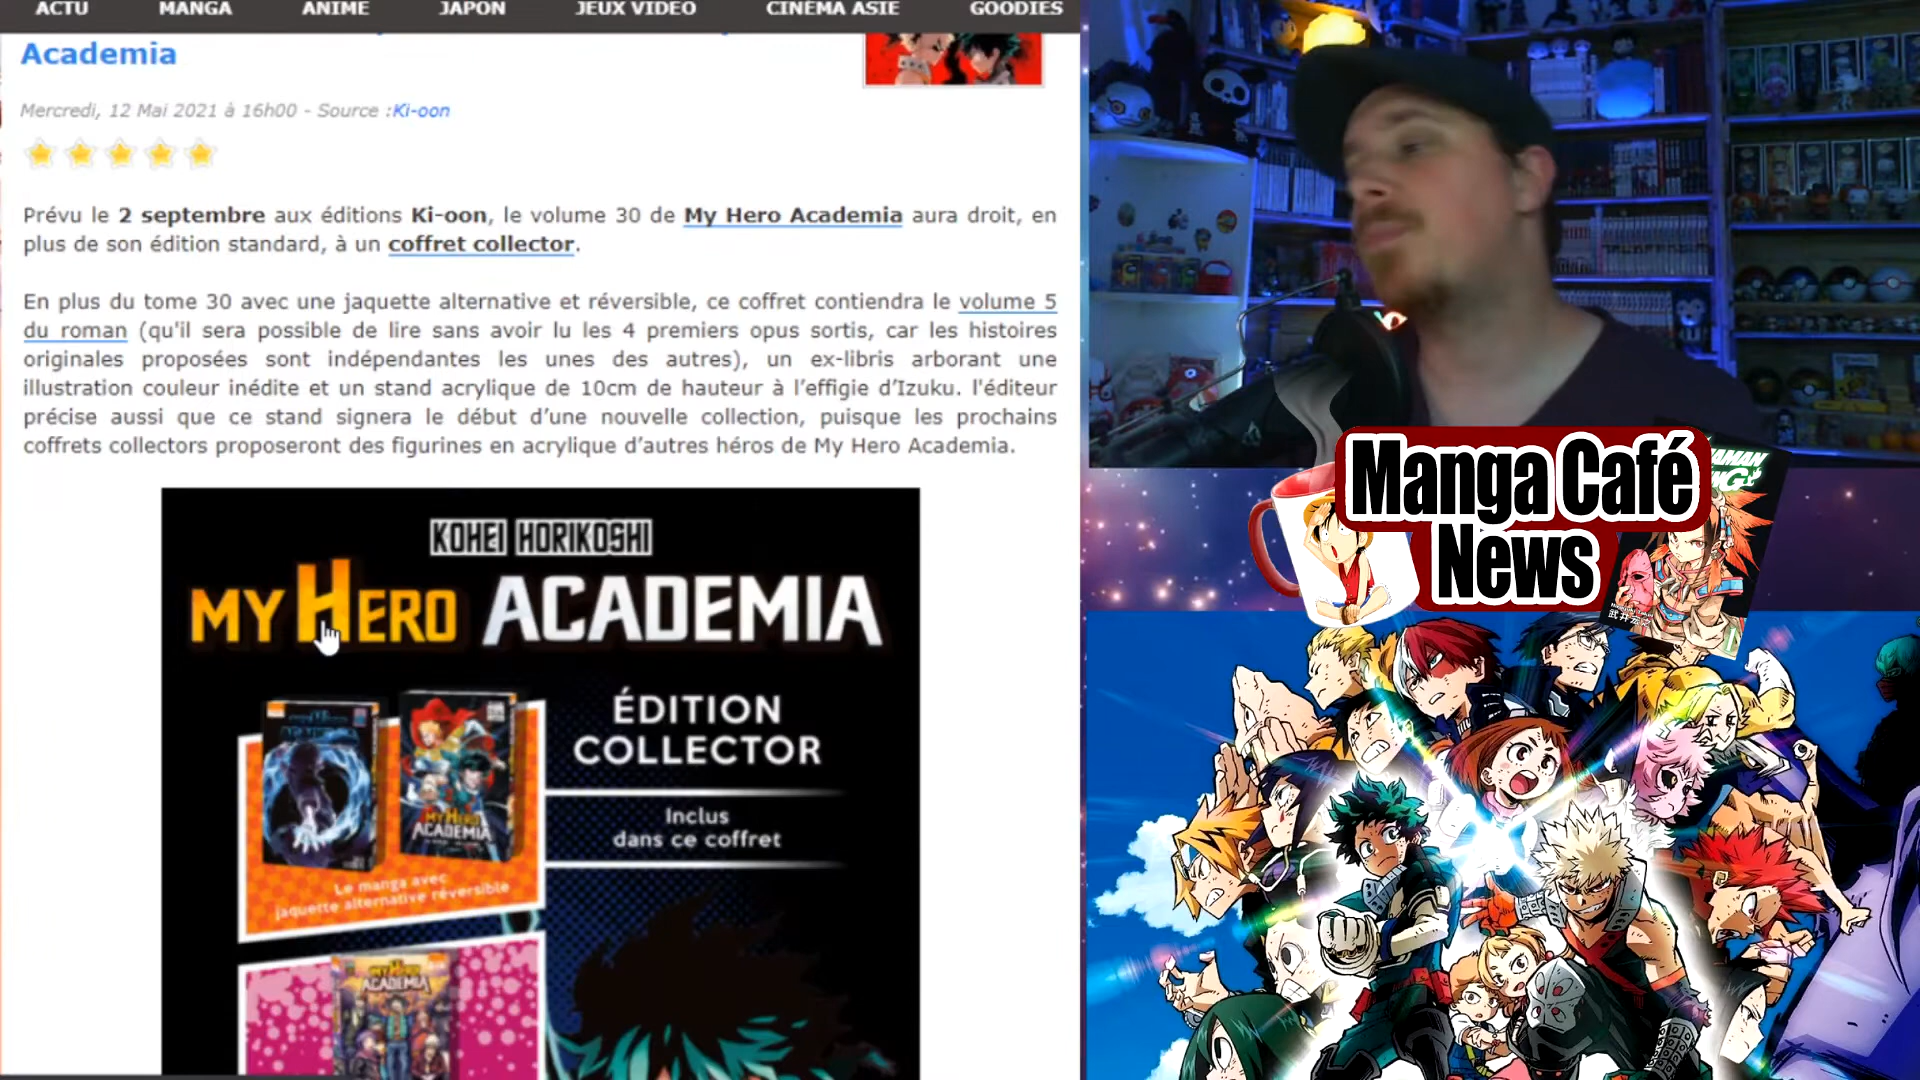 ACTU MANGA ANIME JAPON JEUX VIDEO CINÉMA ASIE GOODIES
Academia
Mercredi, 12 Mai 2021 à 16h00 - Source :Ki-oon
Prévu le 2 septembre aux éditions Ki-oon, le volume 30 de My Hero Academia aura droit, en
plus de son édition standard, à un coffret collector.
En plus du tome 30 avec une jaquette alternative et réversible, ce coffret contiendra le volume 5
du roman (qu'il sera possible de lire sans avoir lu les 4 premiers opus sortis, car les histoires
originales proposées sont indépendantes les unes des autres), un ex-libris arborant une
illustration couleur inédite et un stand acrylique de 10cm de hauteur à l’effigie d’Izuku. l'éditeur
précise aussi que ce stand signera le début d’une nouvelle collection, puisque les prochains
coffrets collectors proposeront des figurines en acrylique d’autres héros de My Hero Academia.
KOHEI HORIKOSHI
MY HERO ACADEMIA
ÉDITION
COLLECTOR
Inclus
dans ce coffret
MY HERO
ACADEMIA
Le manga avec
jaquette alternative réversible
MY HERO
ACADEMIA
Manga Café
News